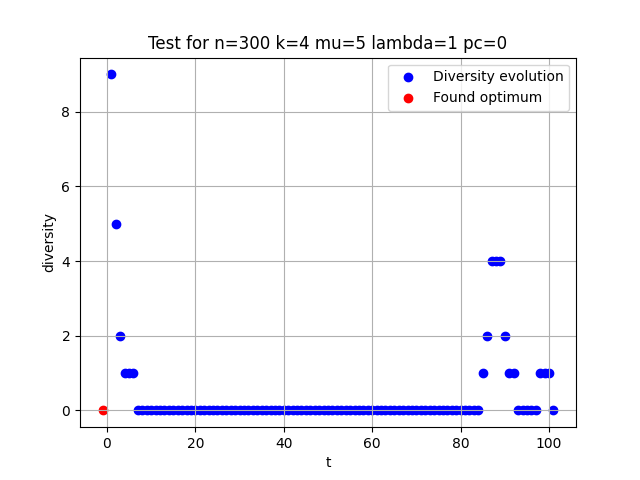 Test for n=300 k=4 mu=5 lambda=1 pc=0
Diversity evolution
Found optimum
diversity
8
6
4
2
0
0 20 40 60 80 100
t